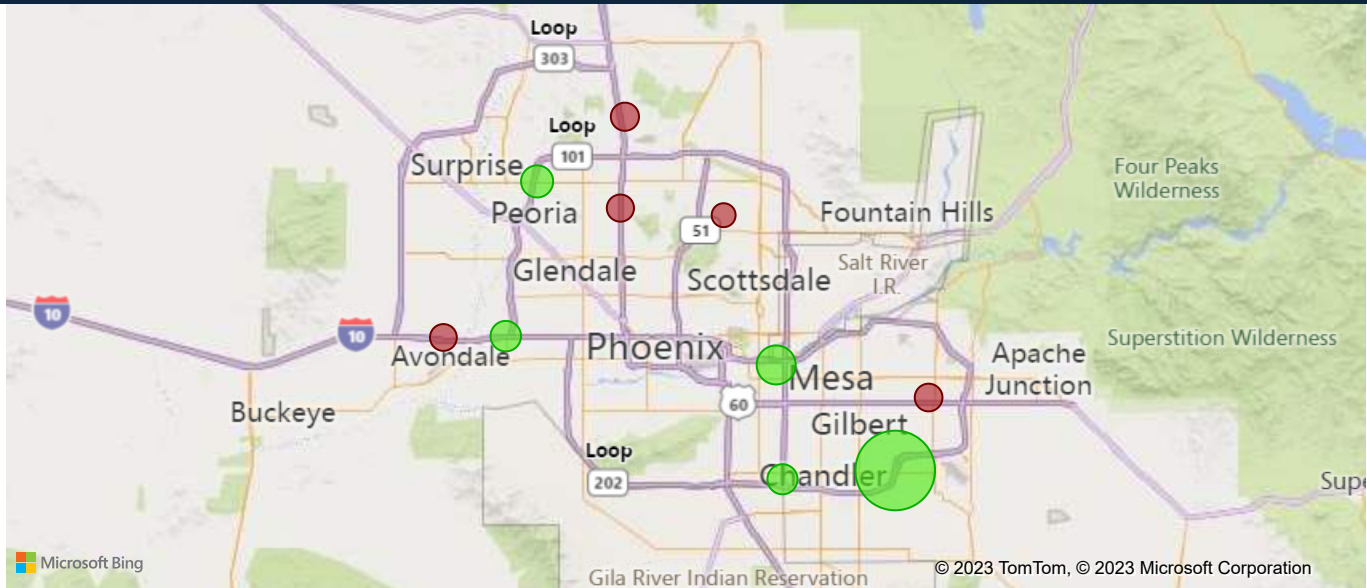 Loop
303
Loop
101
Surprise
Peoria
Four Peaks
Wilderness
Fountain Hills
51
Glendale
Scottsdale
Salt River
I.R.
10
10
Avondale
Phoenix
Superstition Wilderness
Apache
Junction
Mesa
60
Buckeye
Gilbert
Loop
202
Chandler
Supe
Microsoft Bing
Gila River Indian Reservation
© 2023 TomTom, © 2023 Microsoft Corporation